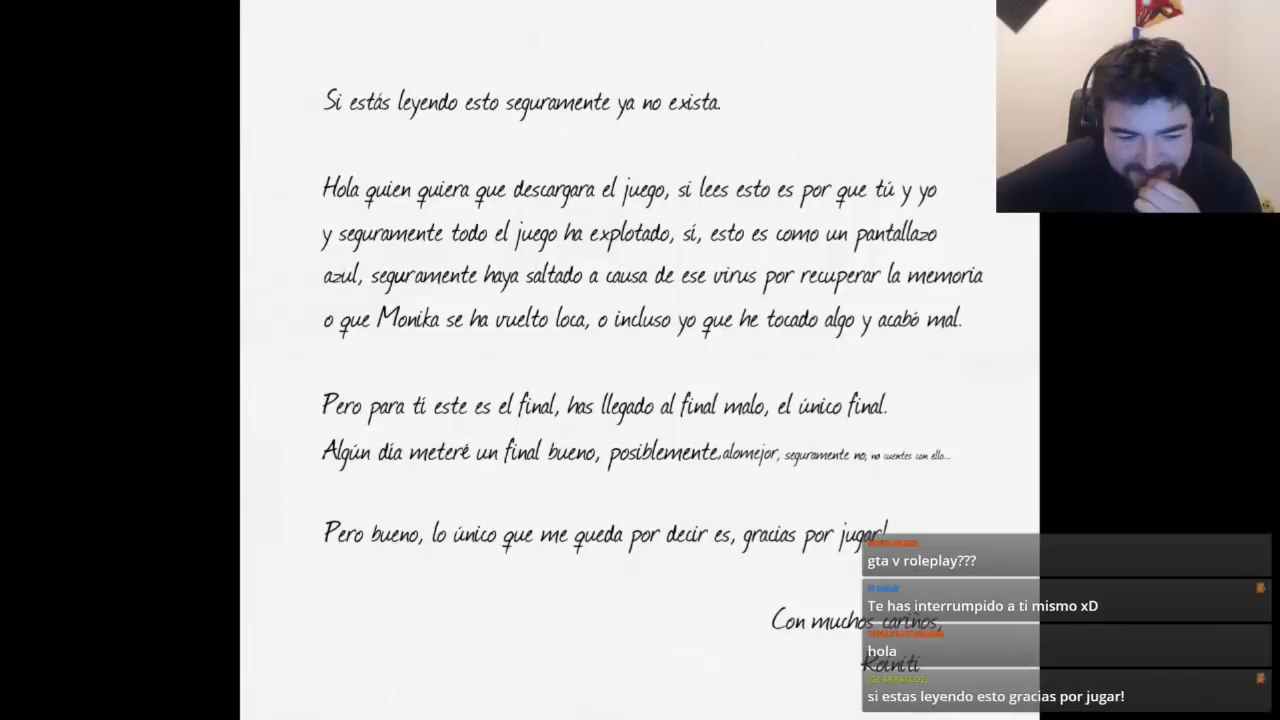 Si estás leyendo esto seguramente ya no exista.
Hola quien quiera que descargara el juego, si lees esto es por que tú y yo
y seguramente todo el juego ha explotado, sí, esto es como un pantallazo
azul, seguramente haya saltado a causa de ese virus por recuperar la memoria
o que Monika se ha vuelto loca, o incluso yo que he tocado algo y acabó mal.
Pero para ti este es el final, has llegado al final malo, el único final.
Algún día meteré un final bueno, posiblemente,alomejor, seguramente no, no cuentes con ello...
Pero bueno, lo único que me queda por decir es, gracias por jugar!
Con muchos cariños,
gta v roleplay???
Te has interrumpido a ti mismo xD
hola
si estas leyendo esto gracias por jugar!